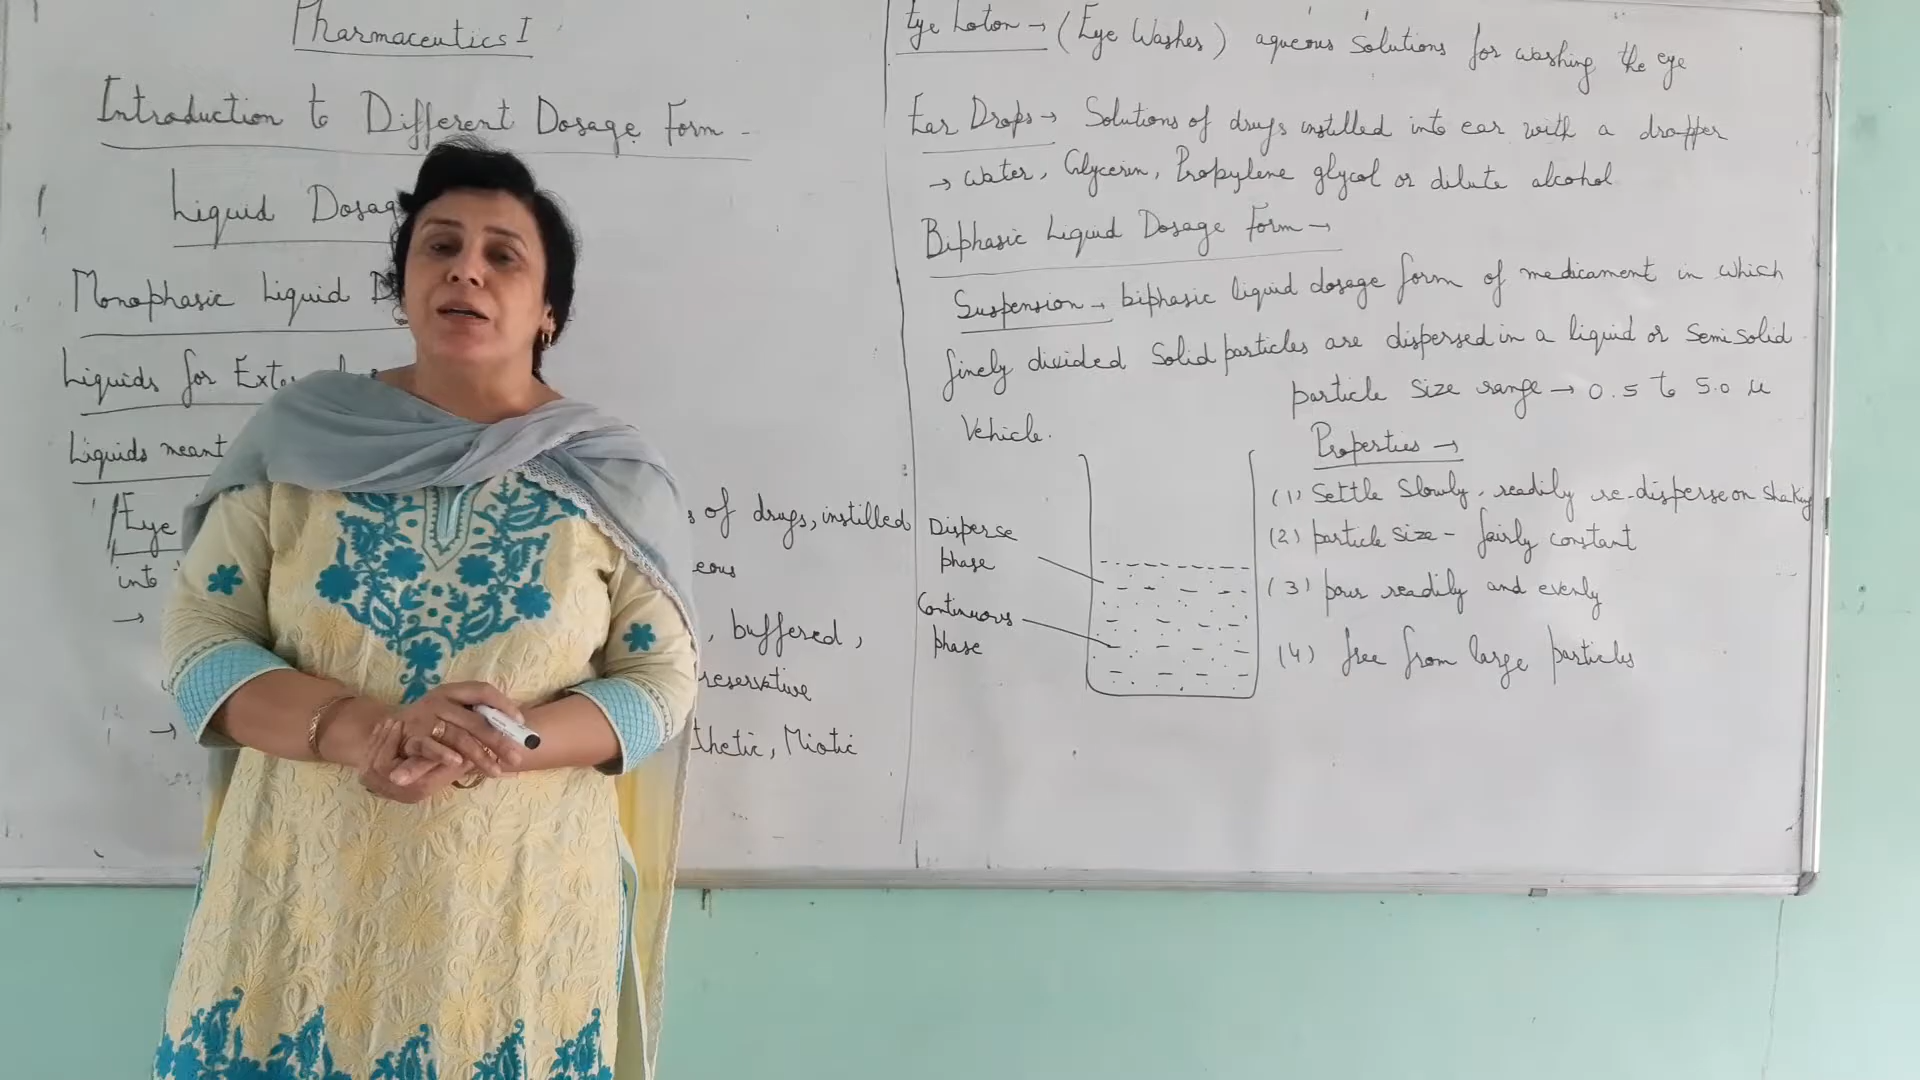 Pharmaceutics I
Introduction to Different Dosage Form -
Liquid Dosag
Monophasic Liquid D
Liquids for Exte
Liquids meant
Eye
s of drugs, instilled
into
eous
→
, buffered,
reservative
→
thetic, Miotic
Eye Loton → (Eye Washes) aqueous solutions for washing the eye
Ear Drops → Solutions of drugs instilled into ear with a dropper
→ water, Glycerin, Propylene glycol or dilute alcohol
Biphasic Liquid Dosage Form →
Suspension → biphasic liquid dosage form of medicament in which
finely divided Solid particles are dispersed in a liquid or Semi Solid
Vehicle.
particle size range → 0.5 to 5.0 µ
Disperse
phase
Continuous
phase
Properties →
(1) Settle Slowly, readily re-disperse on shaking
(2) particle size - fairly constant
(3) pour readily and evenly
(4) free from large particles